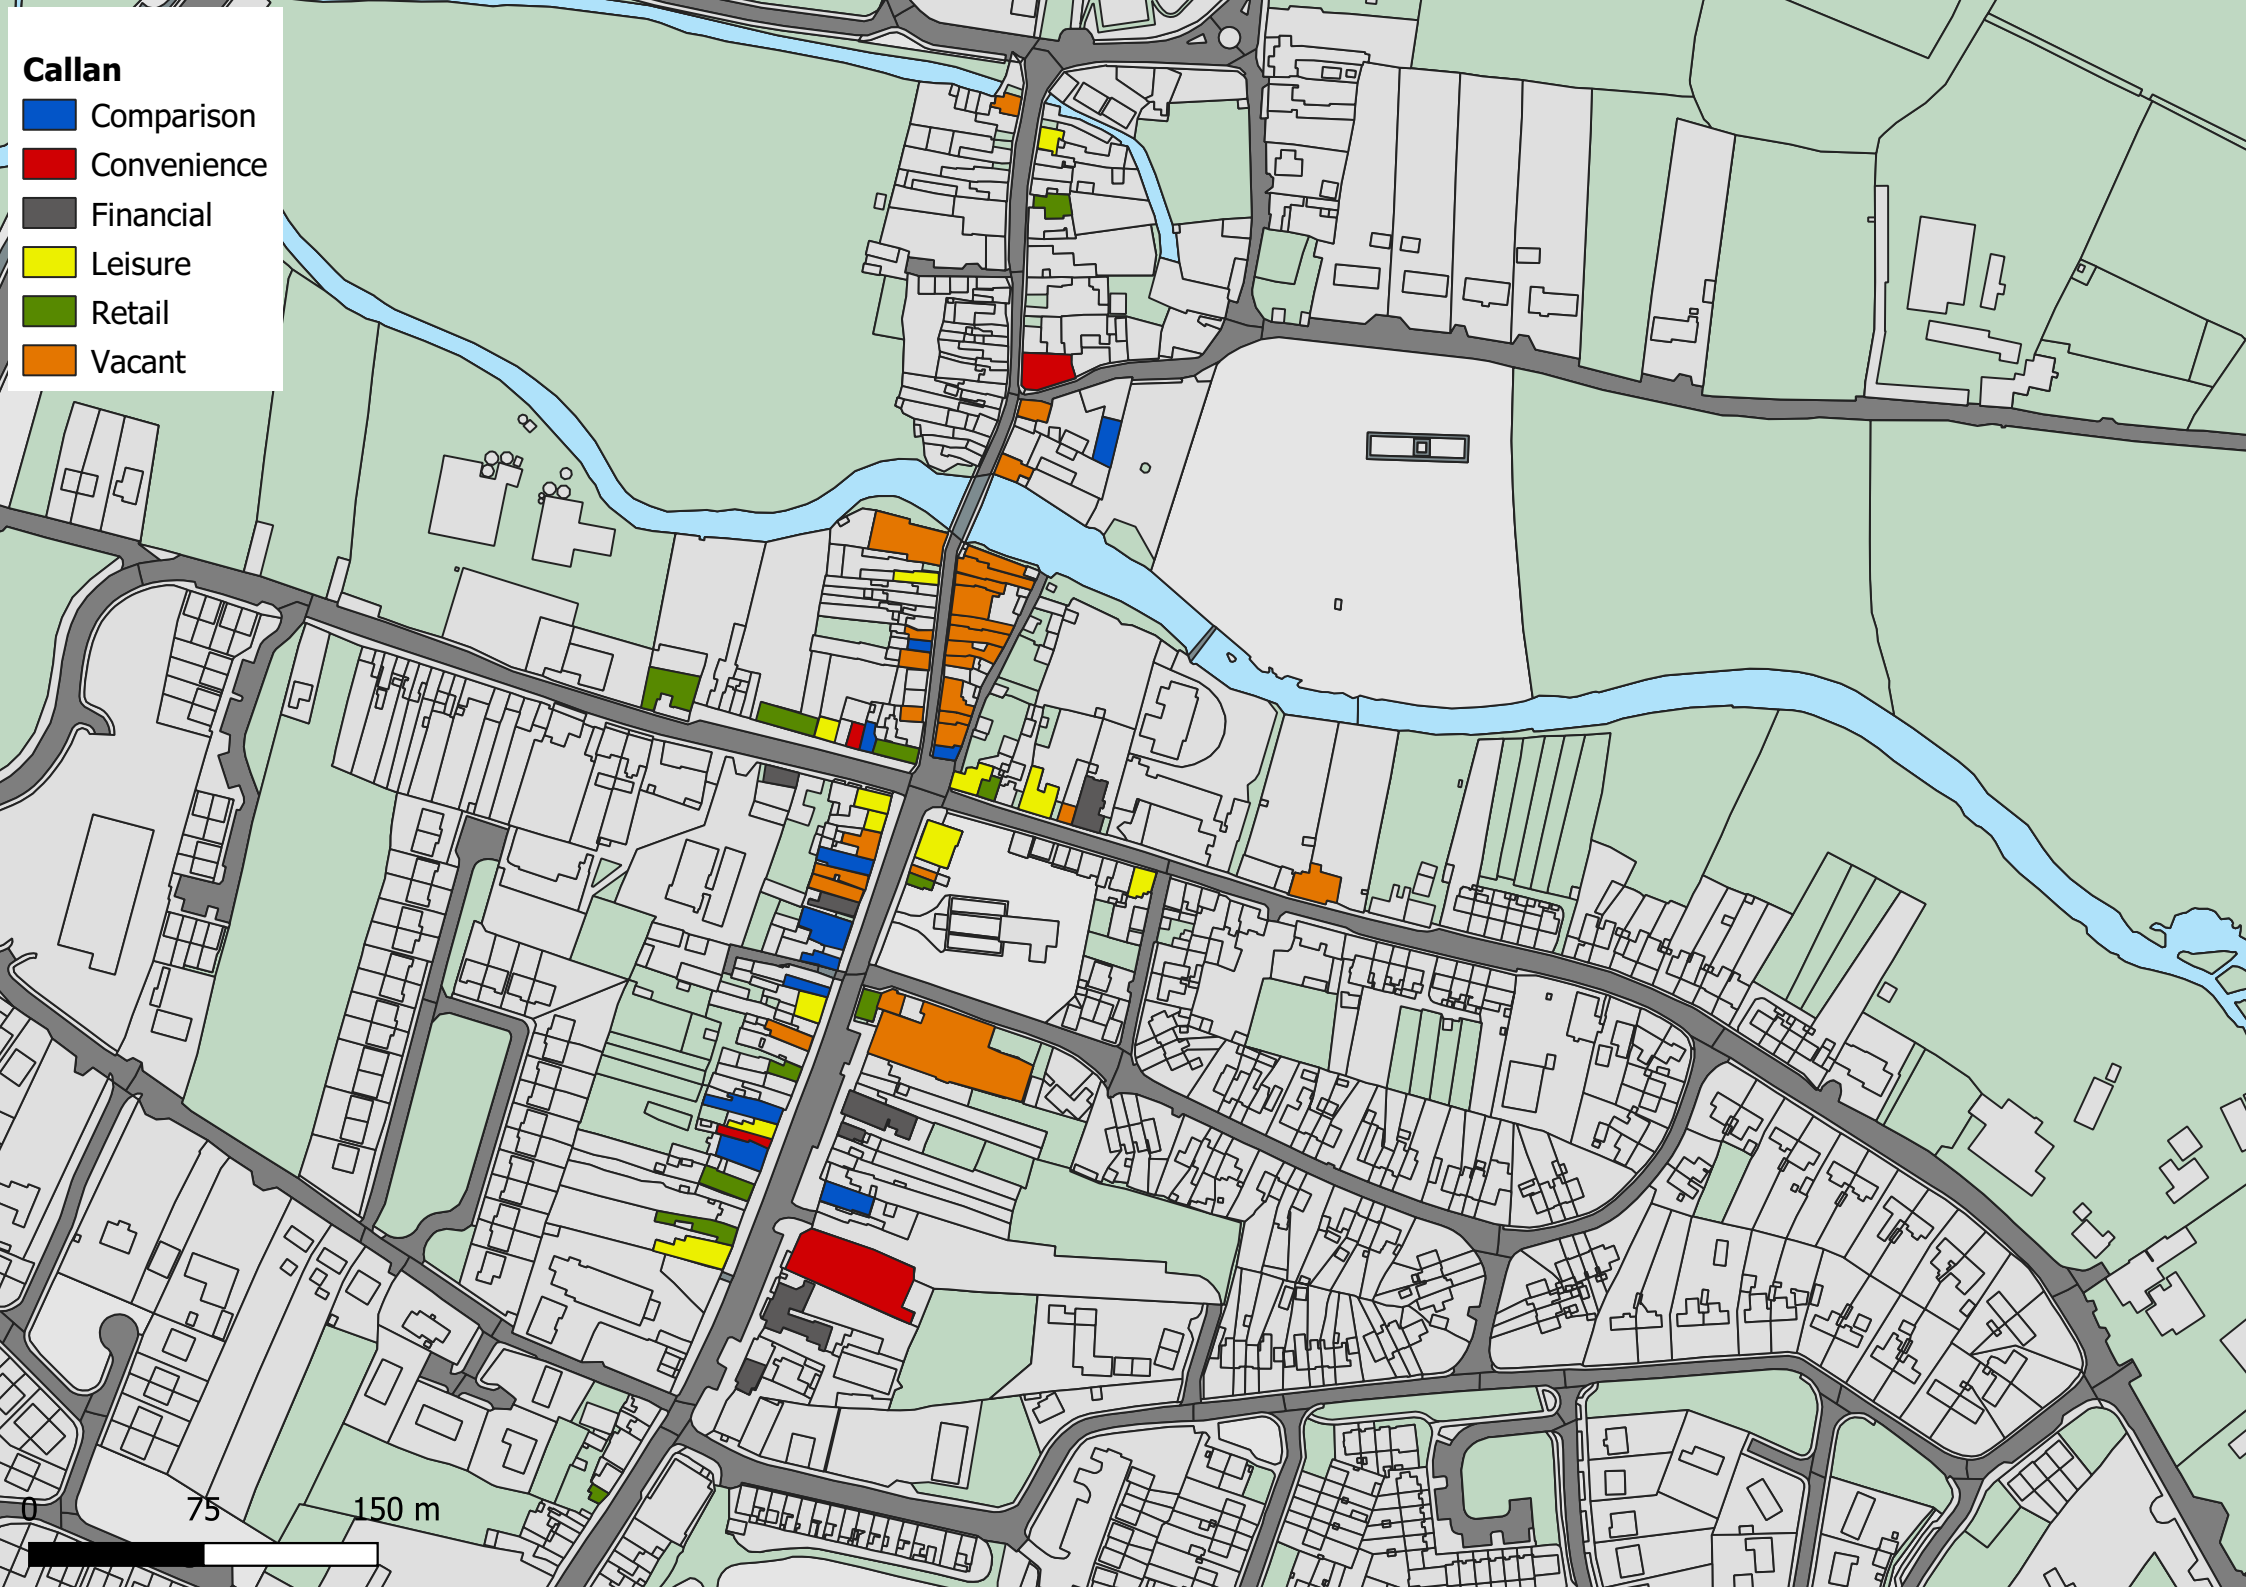 Callan
Comparison
Convenience
Financial
Leisure
Retail
Vacant
0 75 150 m